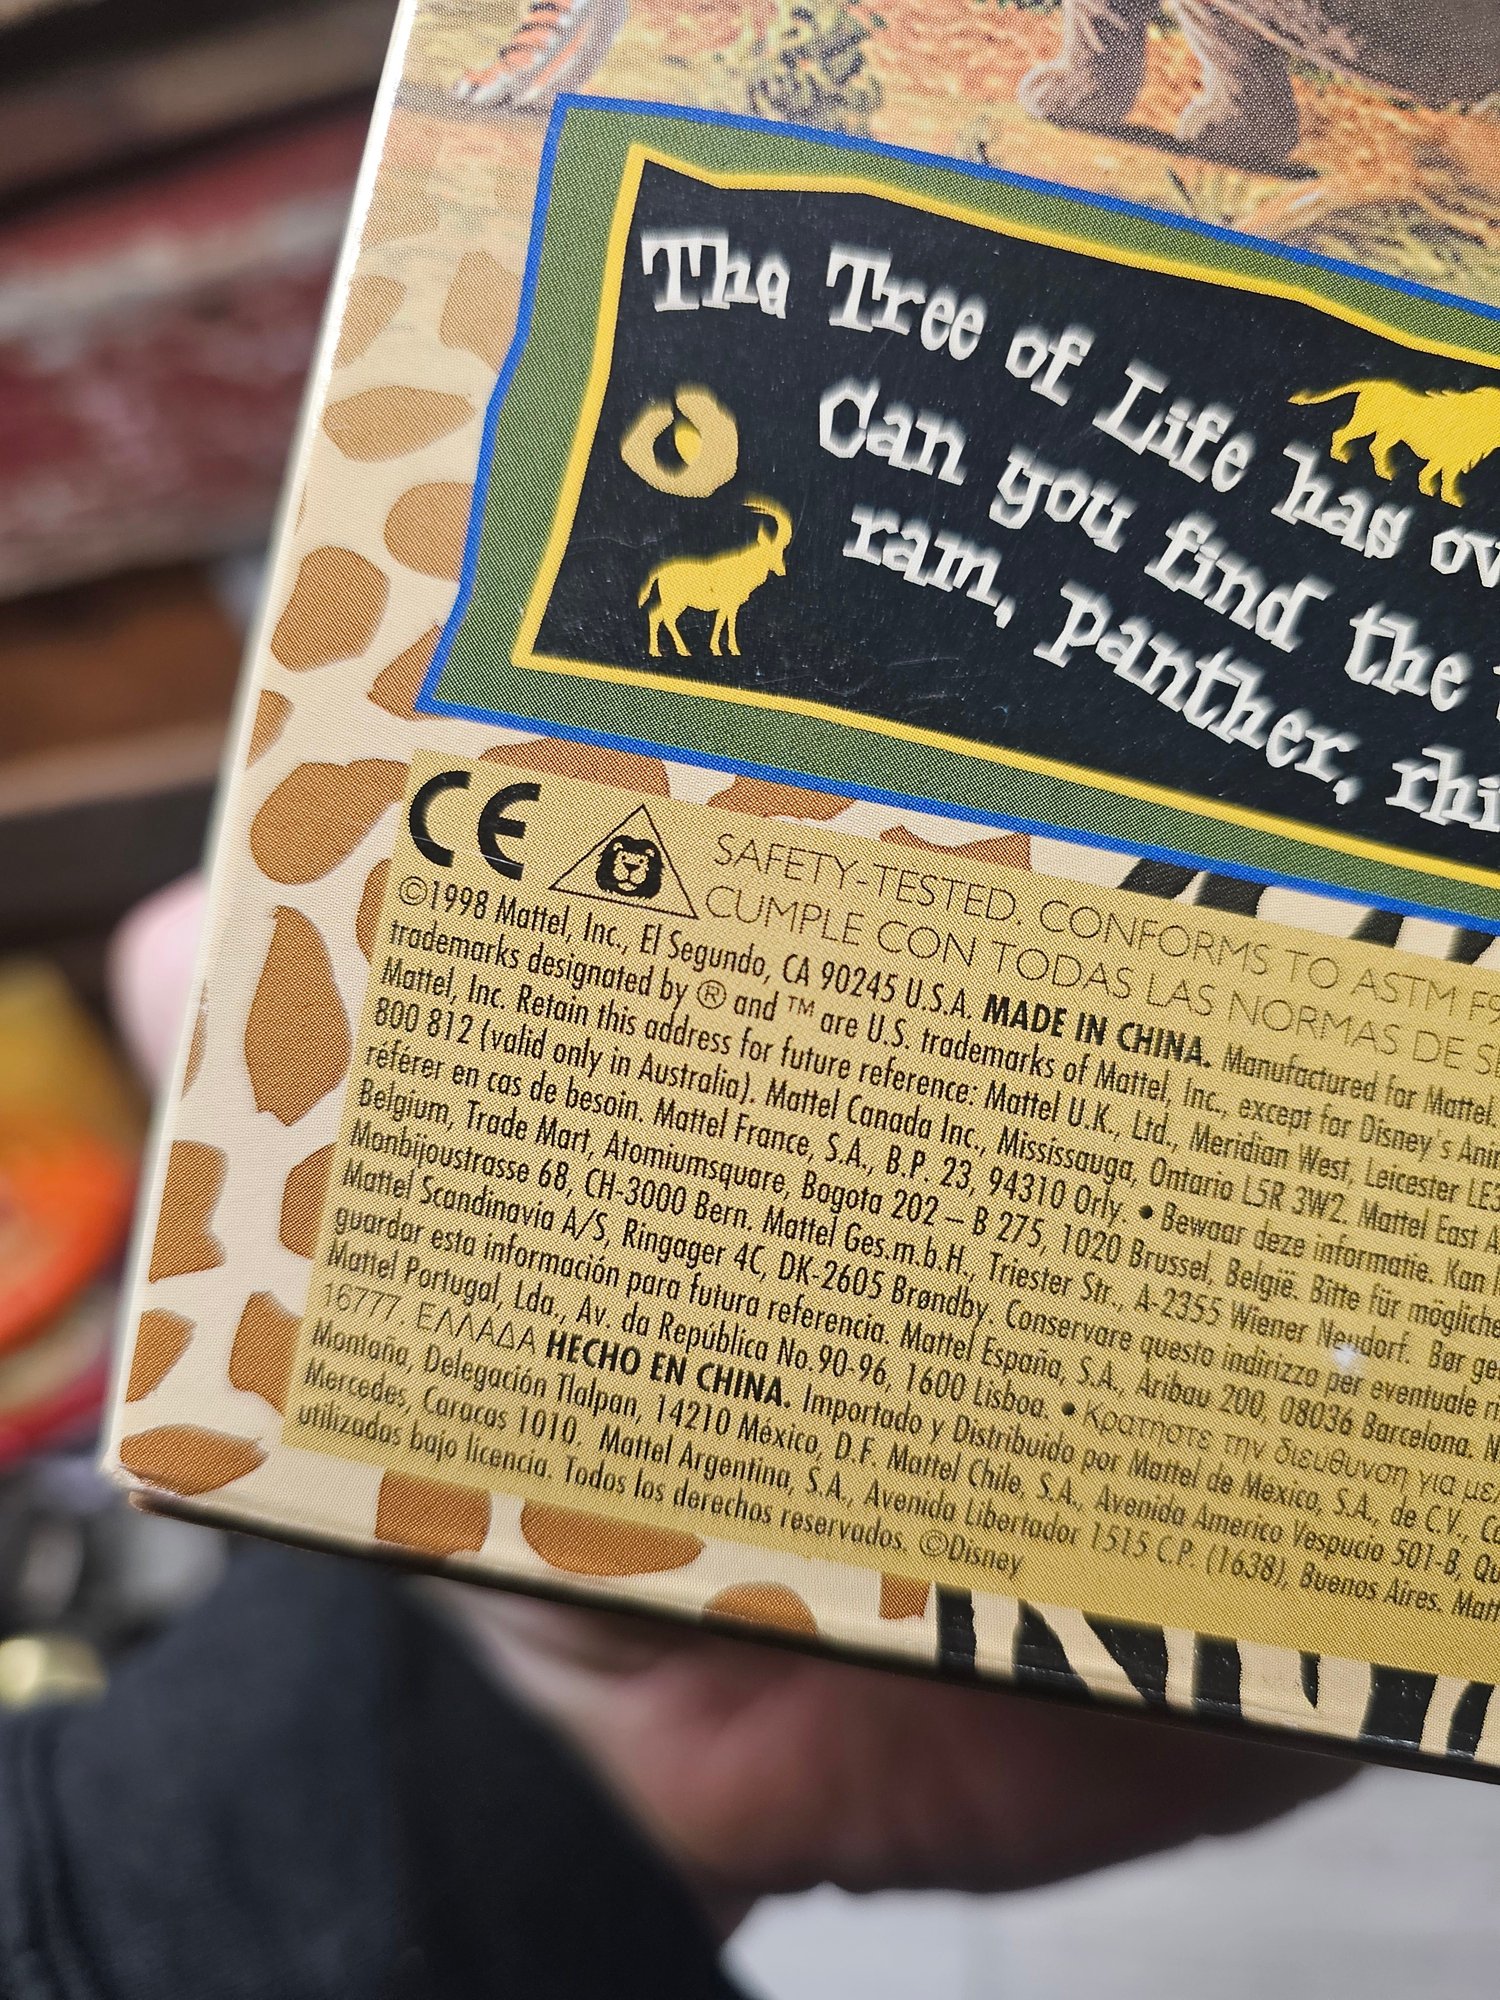 The Tree of Life has
Can you find the
ram, panther,
CE
SAFETY-TESTED. CONFORMS TO ASTM
CUMPLE CON TODAS LAS NORMAS DE
©1998 Mattel, Inc., El Segundo, CA 90245 U.S.A. MADE IN CHINA. Manufactured for Mattel.
trademarks designated by ® and ™ are U.S. trademarks of Mattel, Inc., except for Disney's
Mattel, Inc. Retain this address for future reference: Mattel U.K., Ltd., Meridian West, Leicester
800 812 (valid only in Australia). Mattel Canada Inc., Mississauga, Ontario L5R 3W2. Mattel East
référer en cas de besoin. Mattel France, S.A., B.P. 23, 94310 Orly. • Bewaar deze informatie. Kan
Belgium, Trade Mart, Atomiumsquare, Bogota 202 – B 275, 1020 Brussel, België. Bitte für mögliche
Monbijoustrasse 68, CH-3000 Bern. Mattel Ges.m.b.H., Triester Str., A-2355 Wiener Neudorf. Bør
Mattel Scandinavia A/S, Ringager 4C, DK-2605 Brøndby. Conservare questo indirizzo per eventuale
guardar esta información para futura referencia. Mattel España, S.A., Aribau 200, 08036 Barcelona.
Mattel Portugal, Lda., Av. da República No.90-96, 1600 Lisboa. • Κρατήστε την διεύθυνση για
16777. ΕΛΛΑΔΑ HECHO EN CHINA. Importado y Distribuido por Mattel de México, S.A., de C.V.,
Montaña, Delegación Tlalpan, 14210 México, D.F. Mattel Chile, S.A., Avenida Americo Vespucio 501-B,
Mercedes, Caracas 1010. Mattel Argentina, S.A., Avenida Libertador 1515 C.P. (1638), Buenos Aires.
utilizadas bajo licencia. Todos los derechos reservados. ©Disney